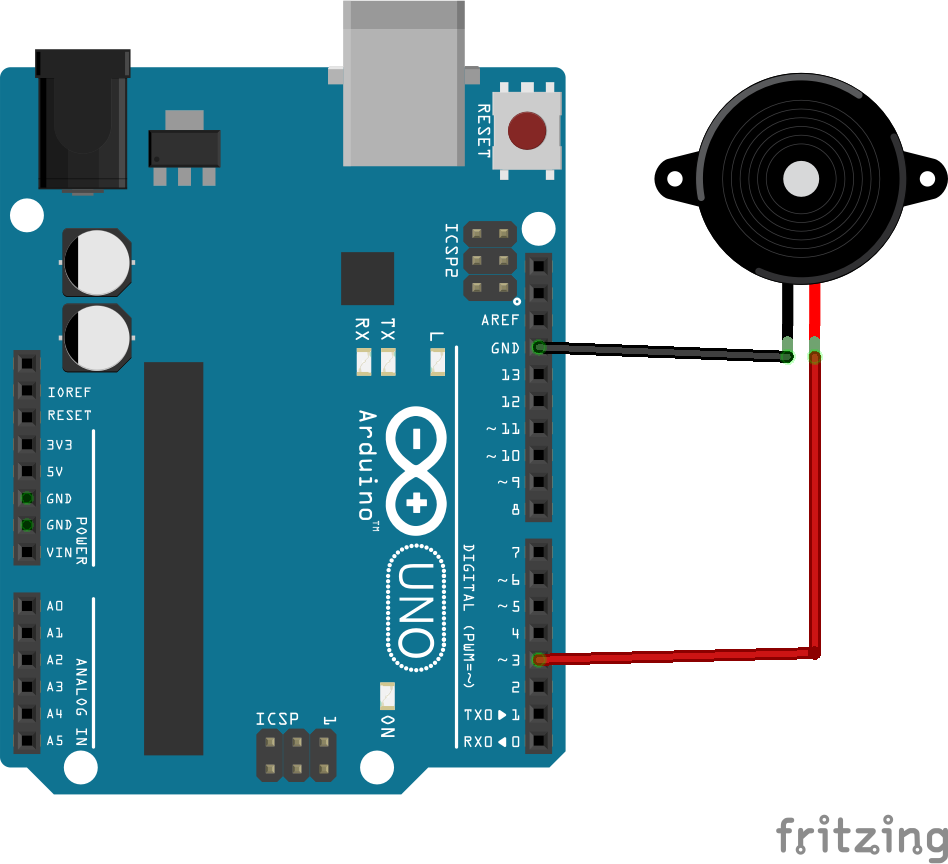 RESET
ICSP2
AREF
GND
13
12
~11
~10
~9
8
RX
TX
L
IOREF
RESET
3V3
5V
GND
GND
VIN
POWER
Arduino™
UNO
7
~6
~5
4
~3
2
TX0▶1
RX0◀0
DIGITAL (PWM=~)
A0
A1
A2
A3
A4
A5
ANALOG IN
ICSP
1
ON
fritzing